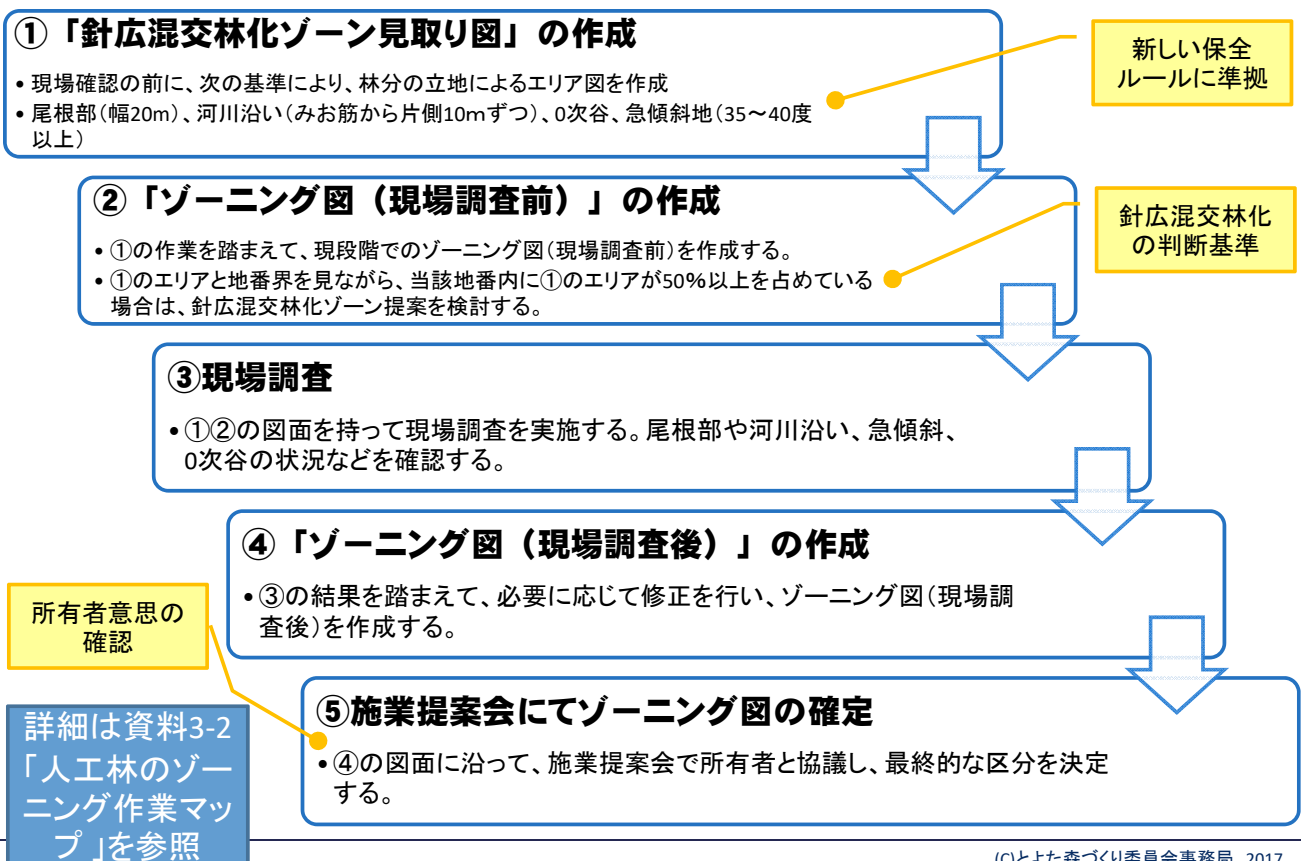 ①「針広混交林化ゾーン見取り図」の作成
• 現場確認の前に、次の基準により、林分の立地によるエリア図を作成
• 尾根部（幅20m）、河川沿い（みお筋から片側10mずつ）、0次谷、急傾斜地（35～40度
以上）
新しい保全
ルールに準拠
②「ゾーニング図（現場調査前）」の作成
• ①の作業を踏まえて、現段階でのゾーニング図（現場調査前）を作成する。
• ①のエリアと地番界を見ながら、当該地番内に①のエリアが50%以上を占めている
場合は、針広混交林化ゾーン提案を検討する。
針広混交林化
の判断基準
③現場調査
• ①②の図面を持って現場調査を実施する。尾根部や河川沿い、急傾斜、
0次谷の状況などを確認する。
④「ゾーニング図（現場調査後）」の作成
• ③の結果を踏まえて、必要に応じて修正を行い、ゾーニング図（現場調
査後）を作成する。
所有者意思の
確認
⑤施業提案会にてゾーニング図の確定
• ④の図面に沿って、施業提案会で所有者と協議し、最終的な区分を決定
する。
詳細は資料3-2
「人工林のゾー
ニング作業マッ
プ 」を参照
(C)とよた森づくり委員会事務局 2017